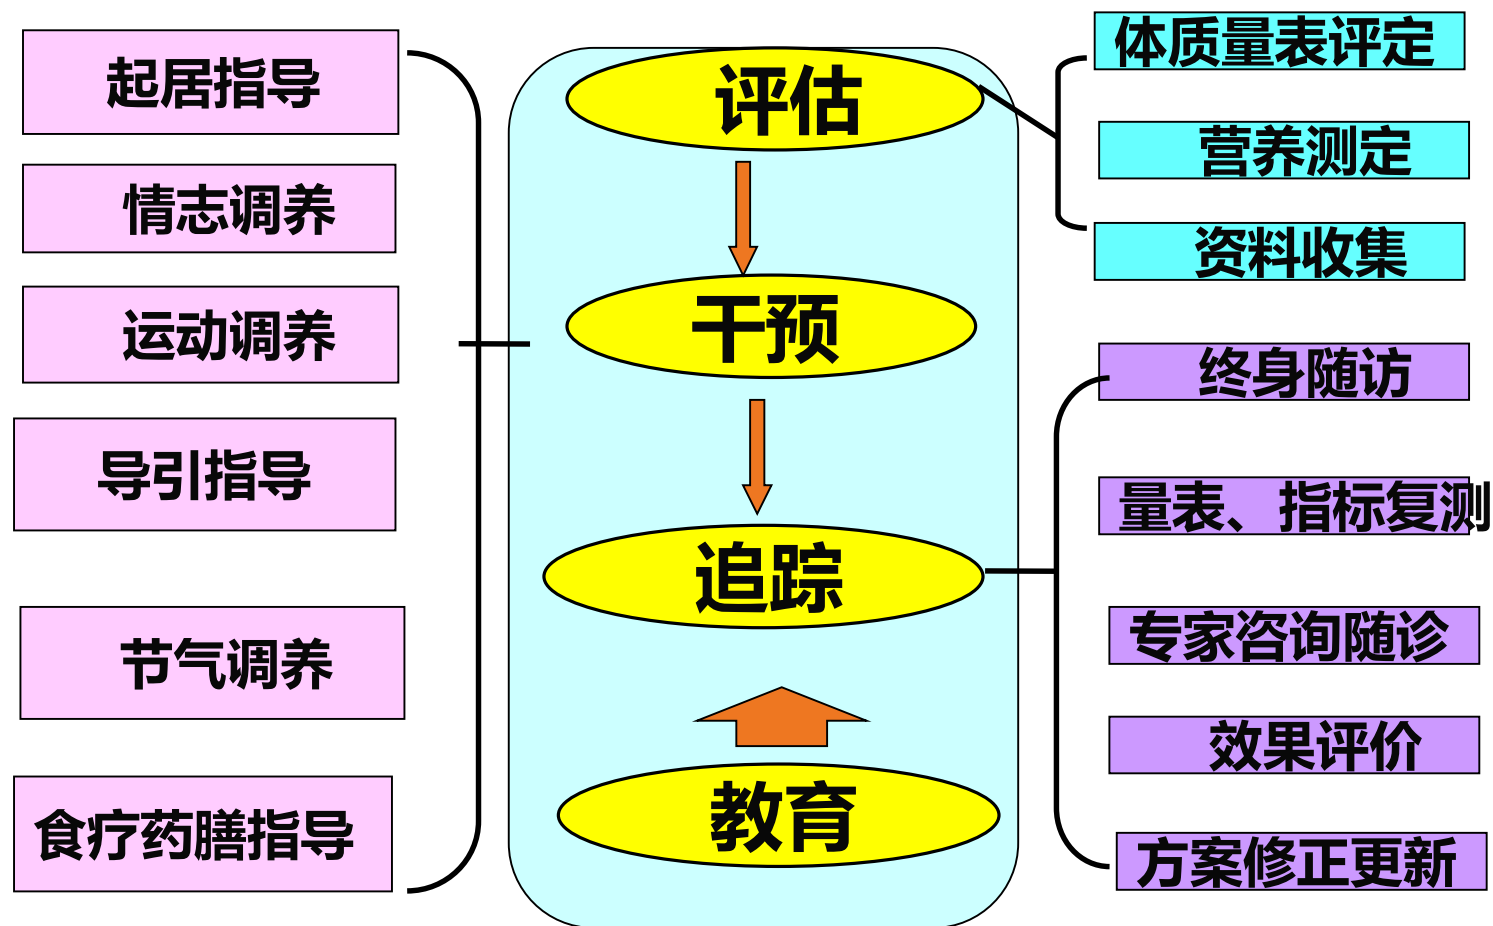 起居指导
情志调养
运动调养
导引指导
节气调养
食疗药膳指导
评估
干预
追踪
教育
体质量表评定
营养测定
资料收集
终身随访
量表、指标复测
专家咨询随诊
效果评价
方案修正更新